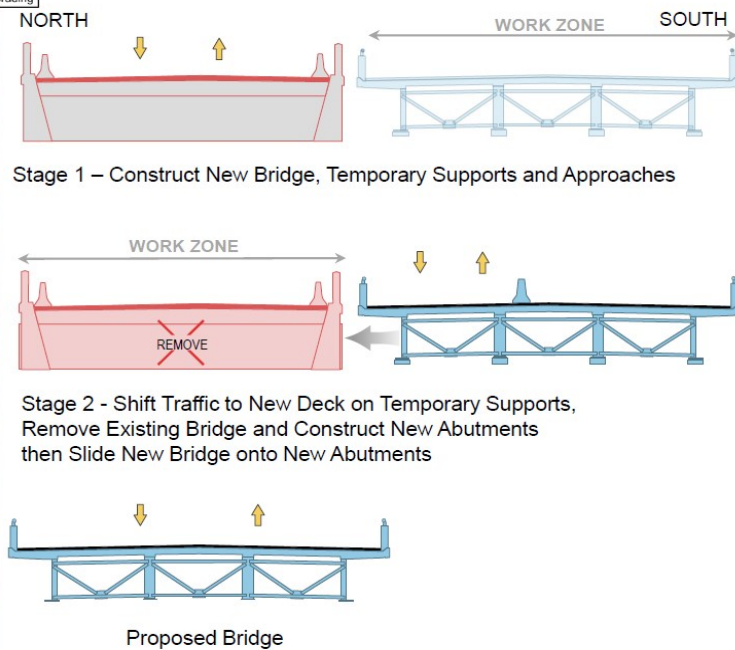 NORTH
SOUTH
WORK ZONE
Stage 1 – Construct New Bridge, Temporary Supports and Approaches
WORK ZONE
REMOVE
Stage 2 - Shift Traffic to New Deck on Temporary Supports,
Remove Existing Bridge and Construct New Abutments
then Slide New Bridge onto New Abutments
Proposed Bridge